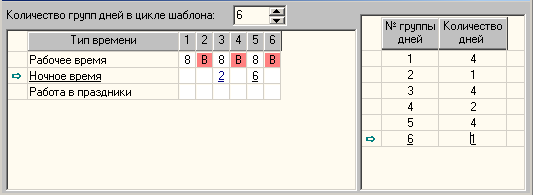 Количество групп дней в цикле шаблона: 6
Тип времени 1 2 3 4 5 6
Рабочее время 8 В 8 В 8 В
Ночное время 2 6
Работа в праздники
№ группы дней Количество дней
1 4
2 1
3 4
4 2
5 4
6 1